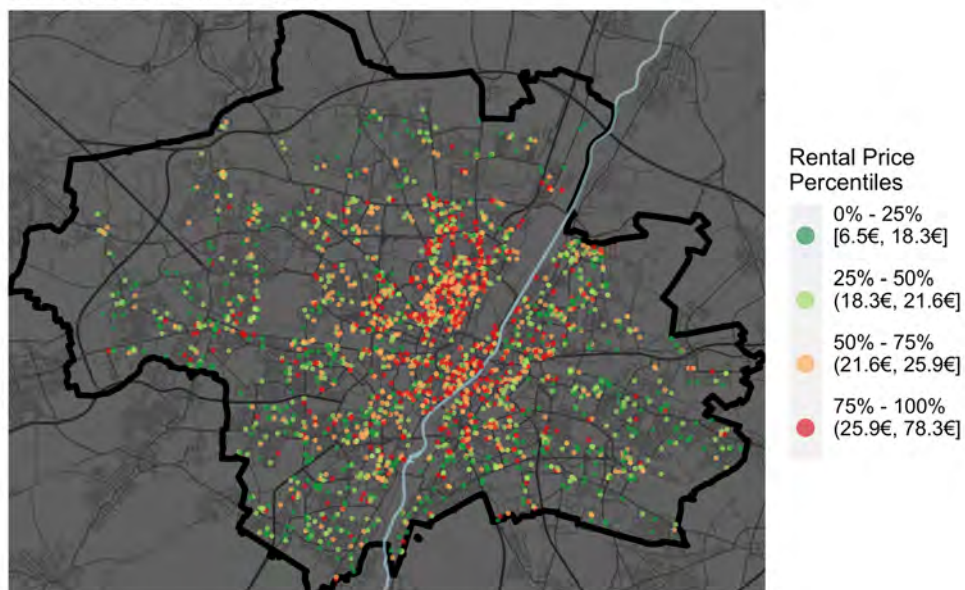 Rental Price
Percentiles
0% - 25%
[6.5€, 18.3€]
25% - 50%
(18.3€, 21.6€]
50% - 75%
(21.6€, 25.9€]
75% - 100%
(25.9€, 78.3€]